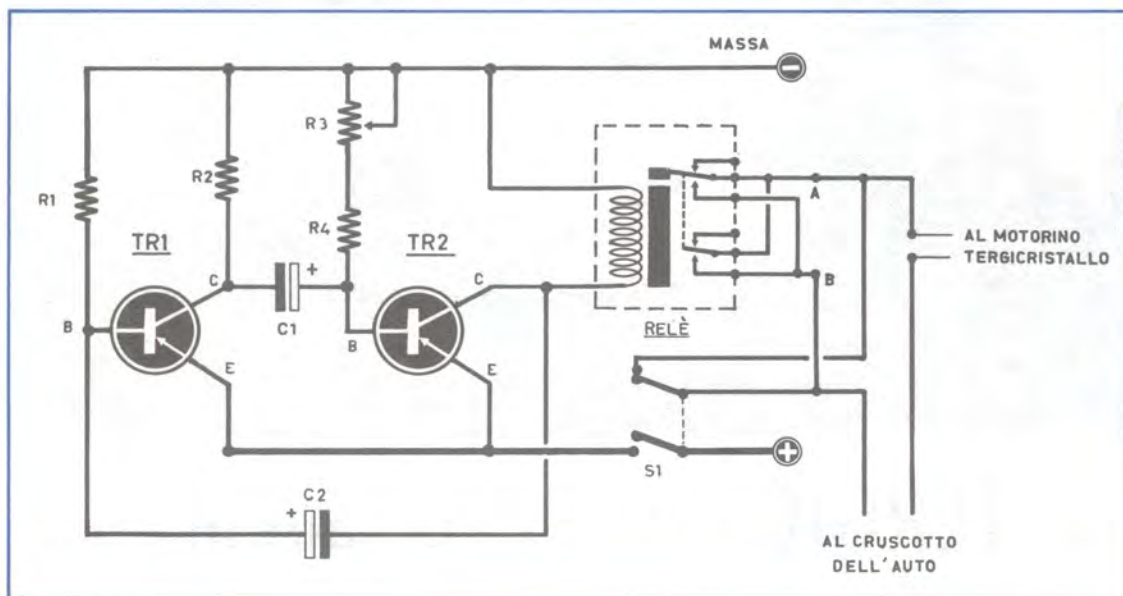 MASSA
-
R3
R2
R1
R4
TR1
TR2
C
C
+
C1
B
B
E
E
A
B
AL MOTORINO
TERGICRISTALLO
RELÈ
+
S1
C2
+
AL CRUSCOTTO
DELL'AUTO